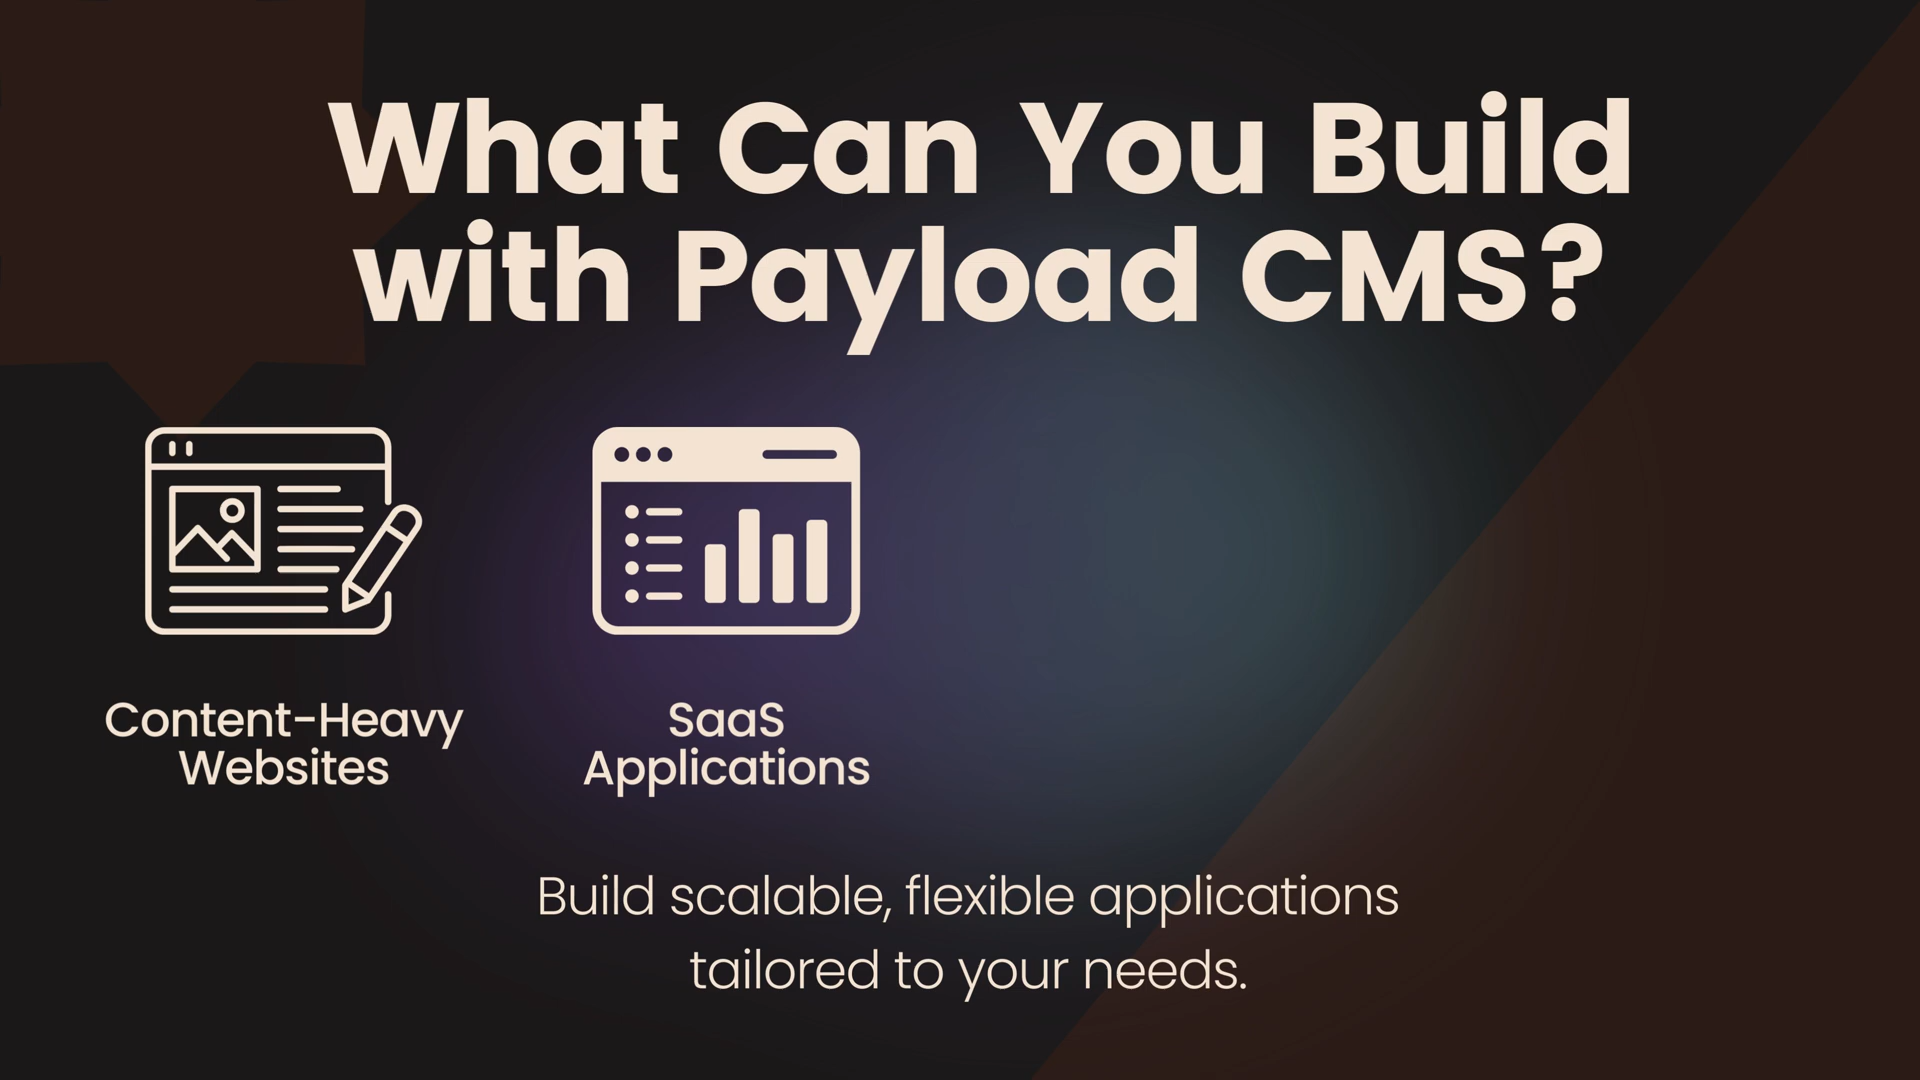 What Can You Build
with Payload CMS?
Content-Heavy
Websites
SaaS
Applications
Build scalable, flexible applications
tailored to your needs.